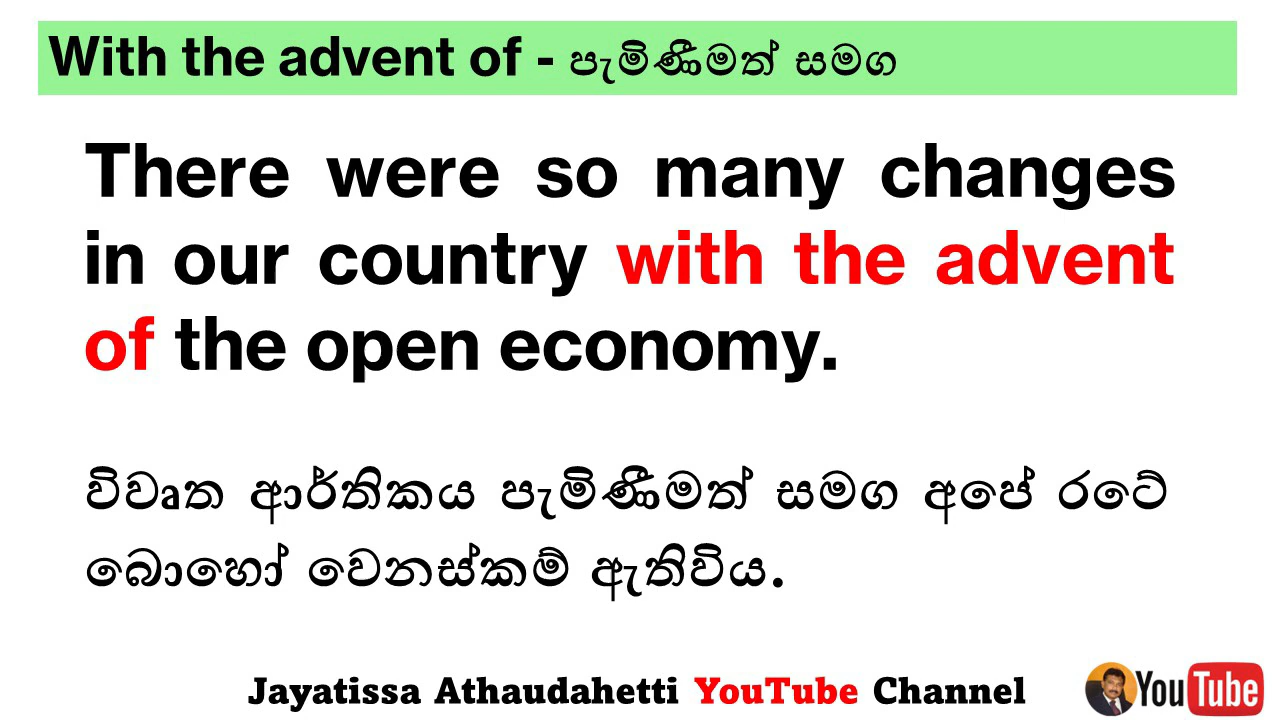 With the advent of - පැමිණීමත් සමග
There were so many changes
in our country with the advent
of the open economy.
විවෘත ආර්තිකය පැමිණීමත් සමග අපේ රටේ
බොහෝ වෙනස්කම් ඇතිවිය.
Jayatissa Athaudahetti YouTube Channel
YouTube